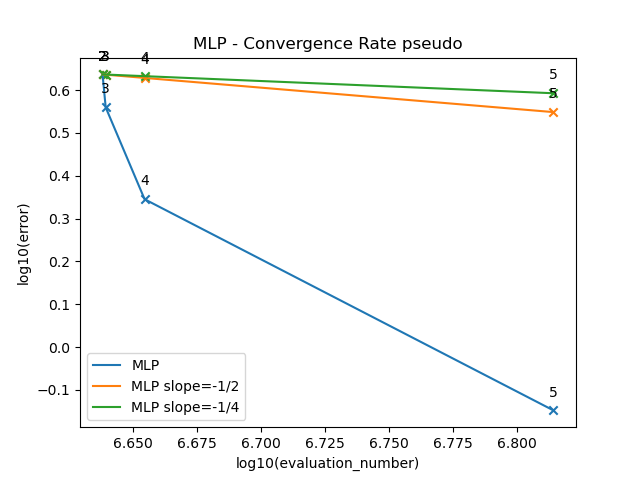 MLP - Convergence Rate pseudo
log10(error)
0.6
0.5
0.4
0.3
0.2
0.1
0.0
−0.1
2 3 4 5
3 4 5
4 5
MLP
MLP slope=-1/2
MLP slope=-1/4
6.650 6.675 6.700 6.725 6.750 6.775 6.800
log10(evaluation_number)